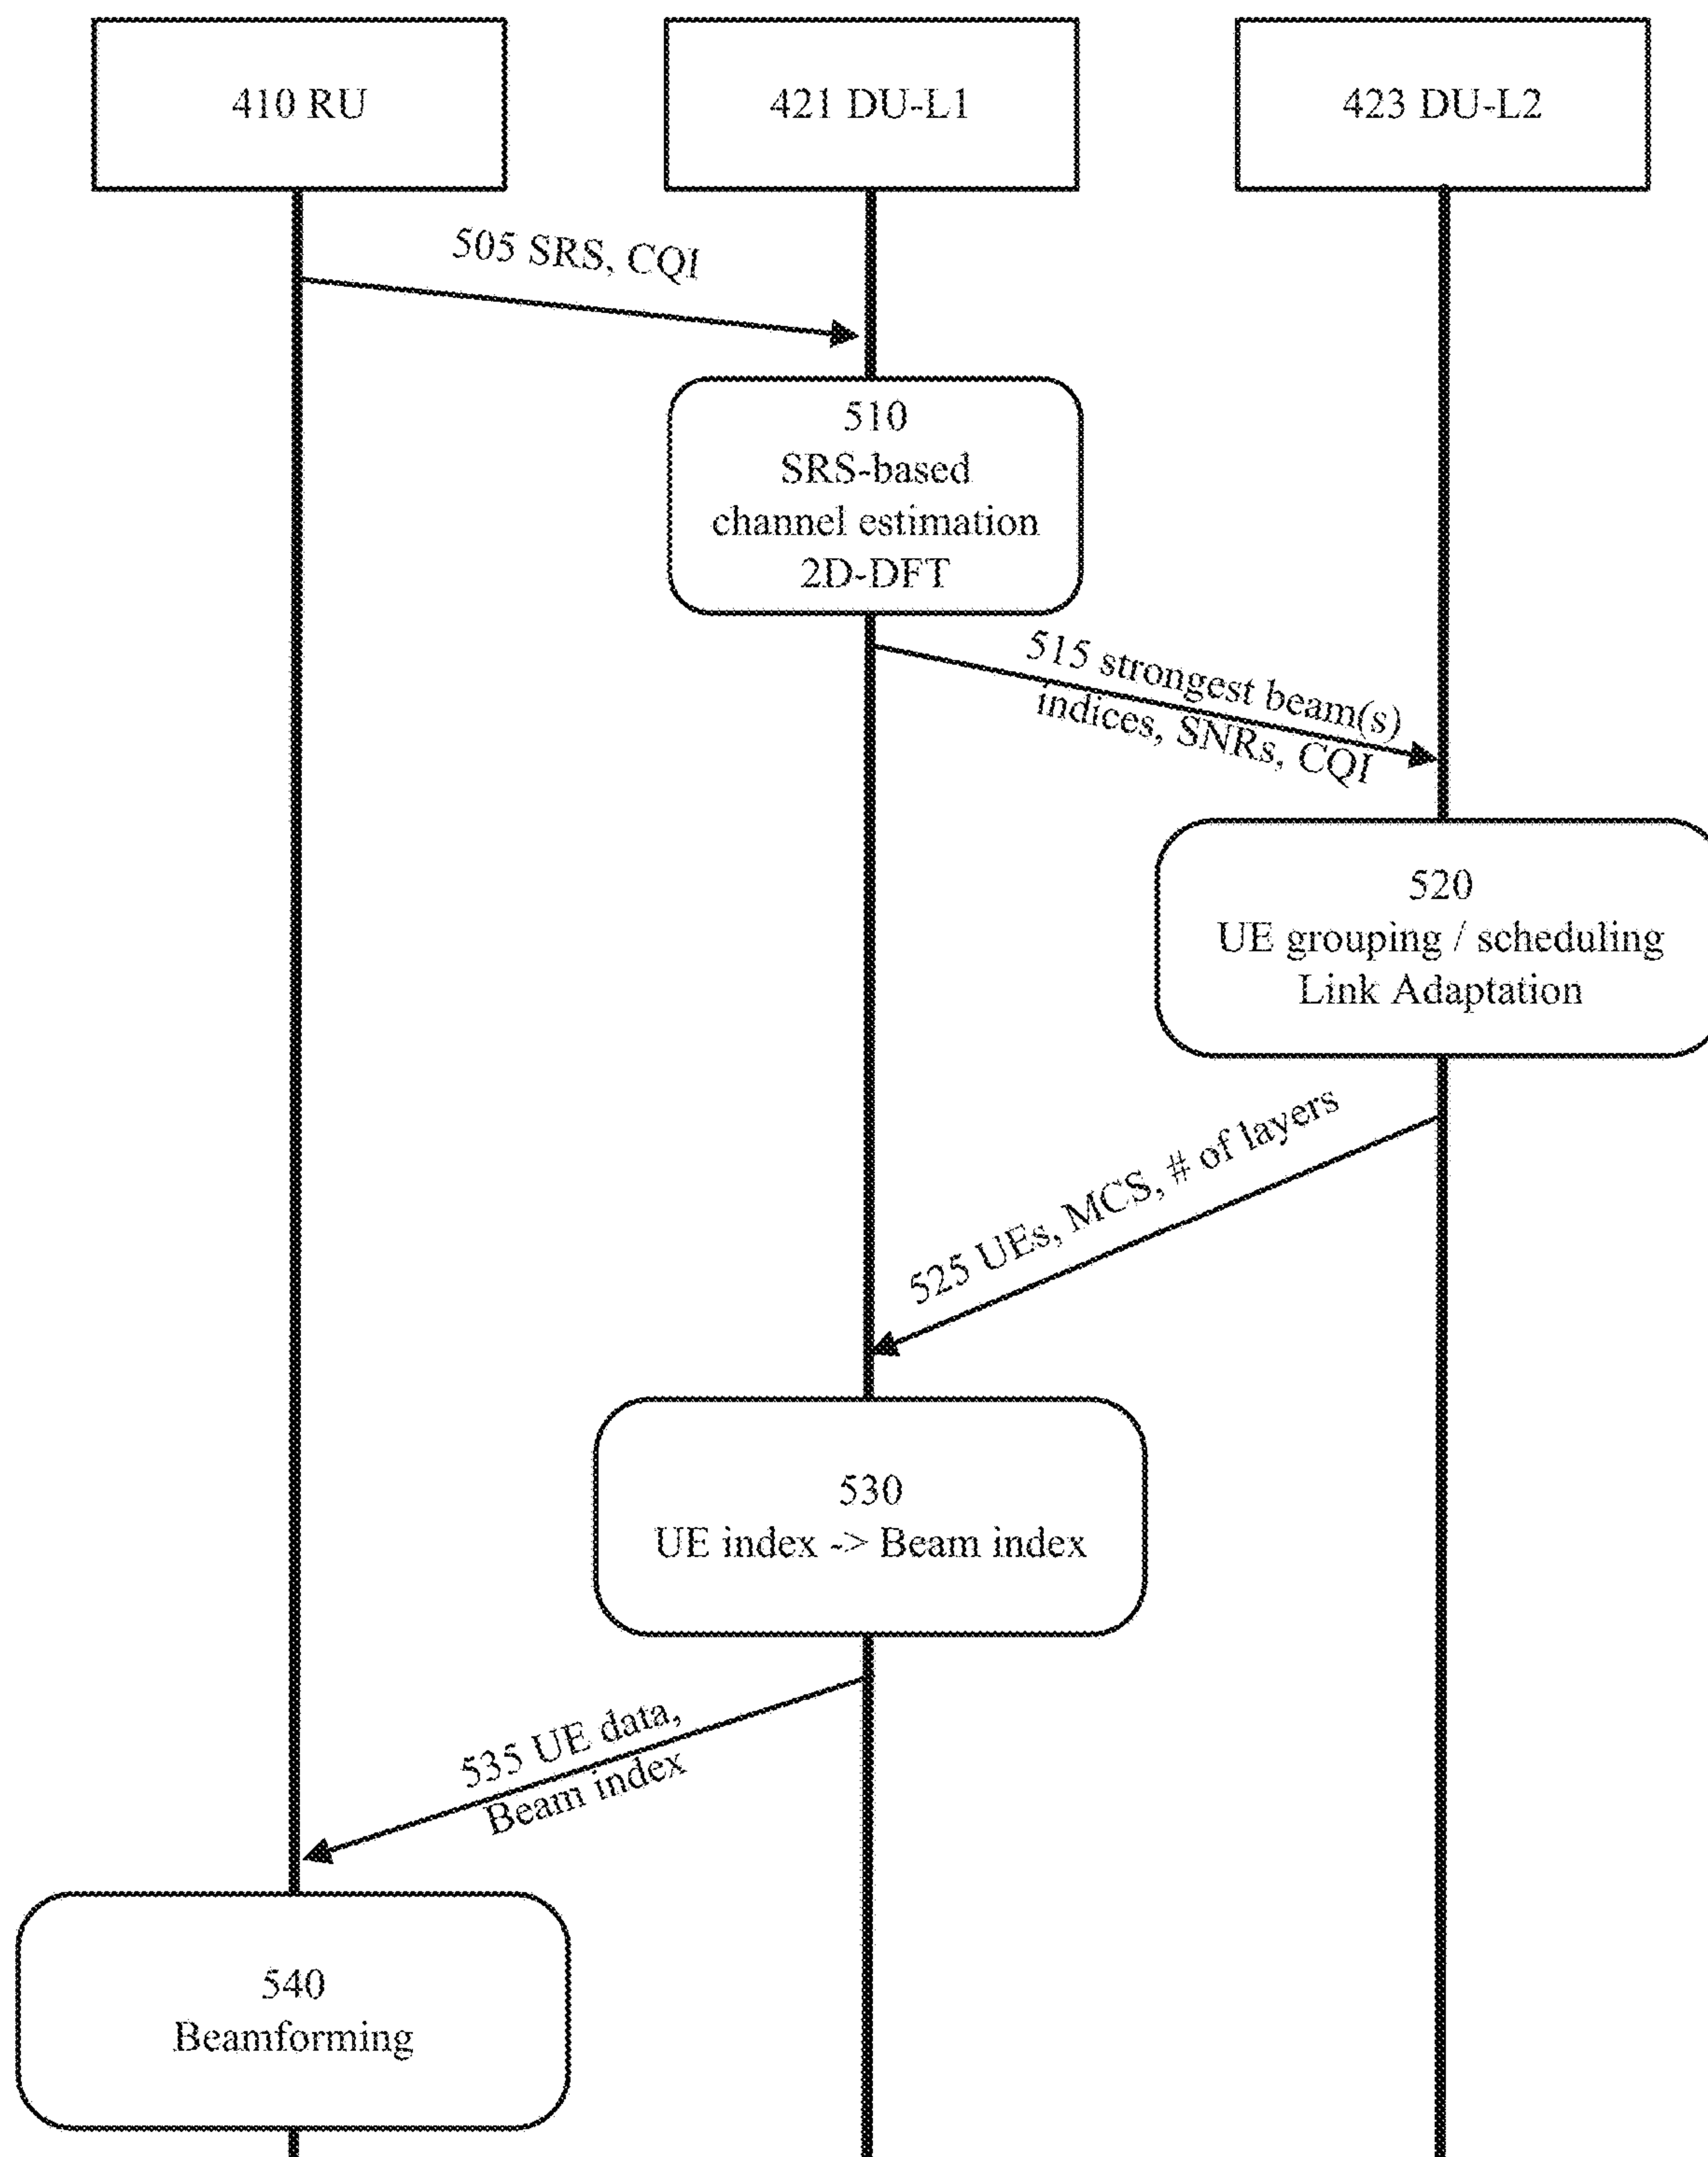 410 RU
421 DU-L1
423 DU-L2
505 SRS, CQI
510
SRS-based
channel estimation
2D-DFT
515 strongest beam(s)
indices, SNRs, CQI
520
UE grouping / scheduling
Link Adaptation
525 UEs, MCS, # of layers
530
UE index -> Beam index
535 UE data,
Beam index
540
Beamforming